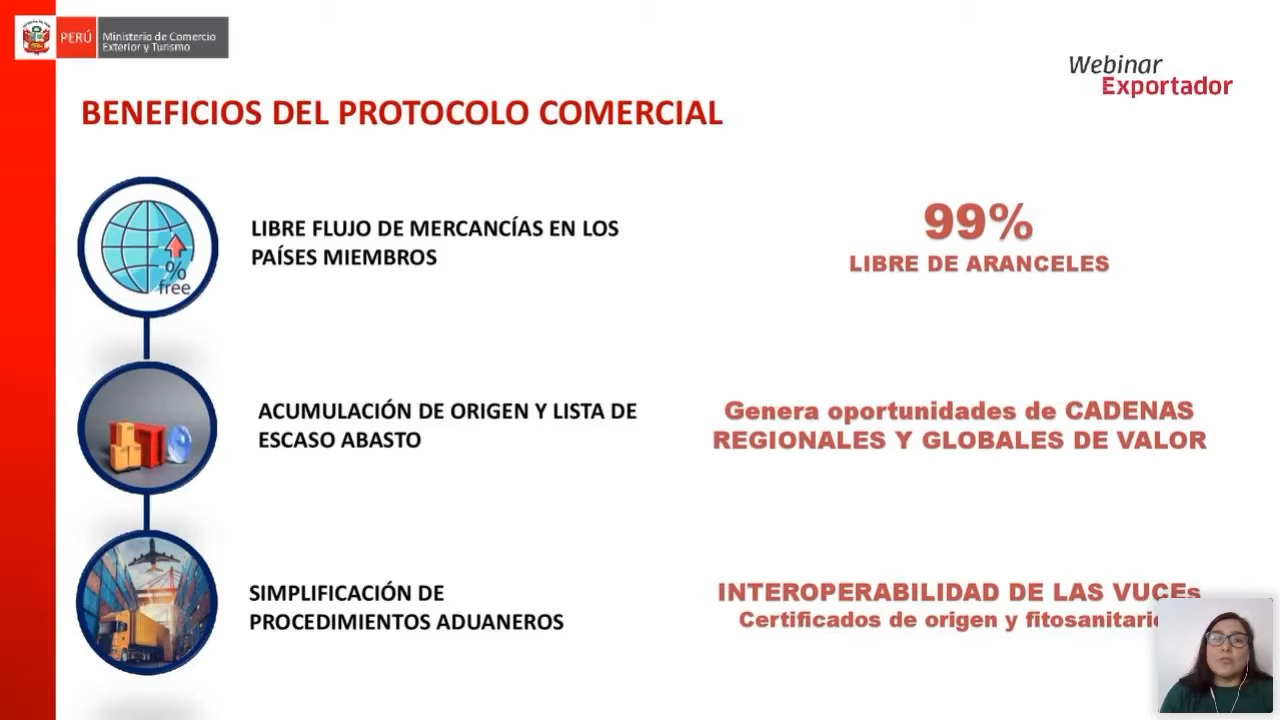 PERÚ
Ministerio de Comercio
Exterior y Turismo
Webinar
Exportador
BENEFICIOS DEL PROTOCOLO COMERCIAL
%
free
LIBRE FLUJO DE MERCANCÍAS EN LOS
PAÍSES MIEMBROS
99%
LIBRE DE ARANCELES
ACUMULACIÓN DE ORIGEN Y LISTA DE
ESCASO ABASTO
Genera oportunidades de CADENAS
REGIONALES Y GLOBALES DE VALOR
SIMPLIFICACIÓN DE
PROCEDIMIENTOS ADUANEROS
INTEROPERABILIDAD DE LAS VUCEs
Certificados de origen y